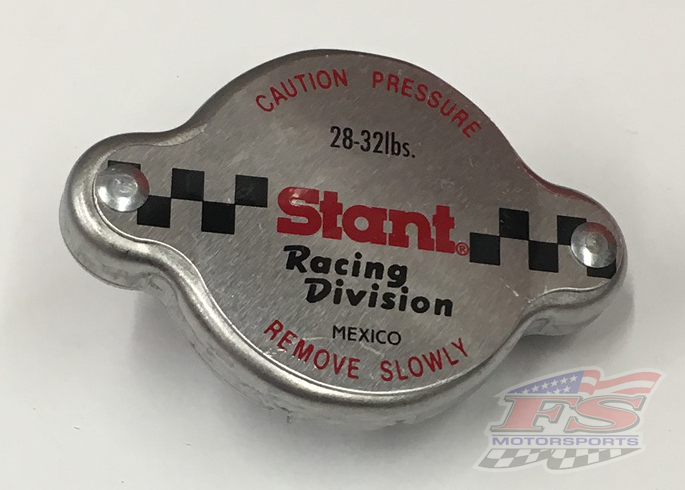 CAUTION PRESSURE
28-32lbs.
Stant®
Racing
Division
MEXICO
REMOVE SLOWLY
FS
MOTORSPORTS